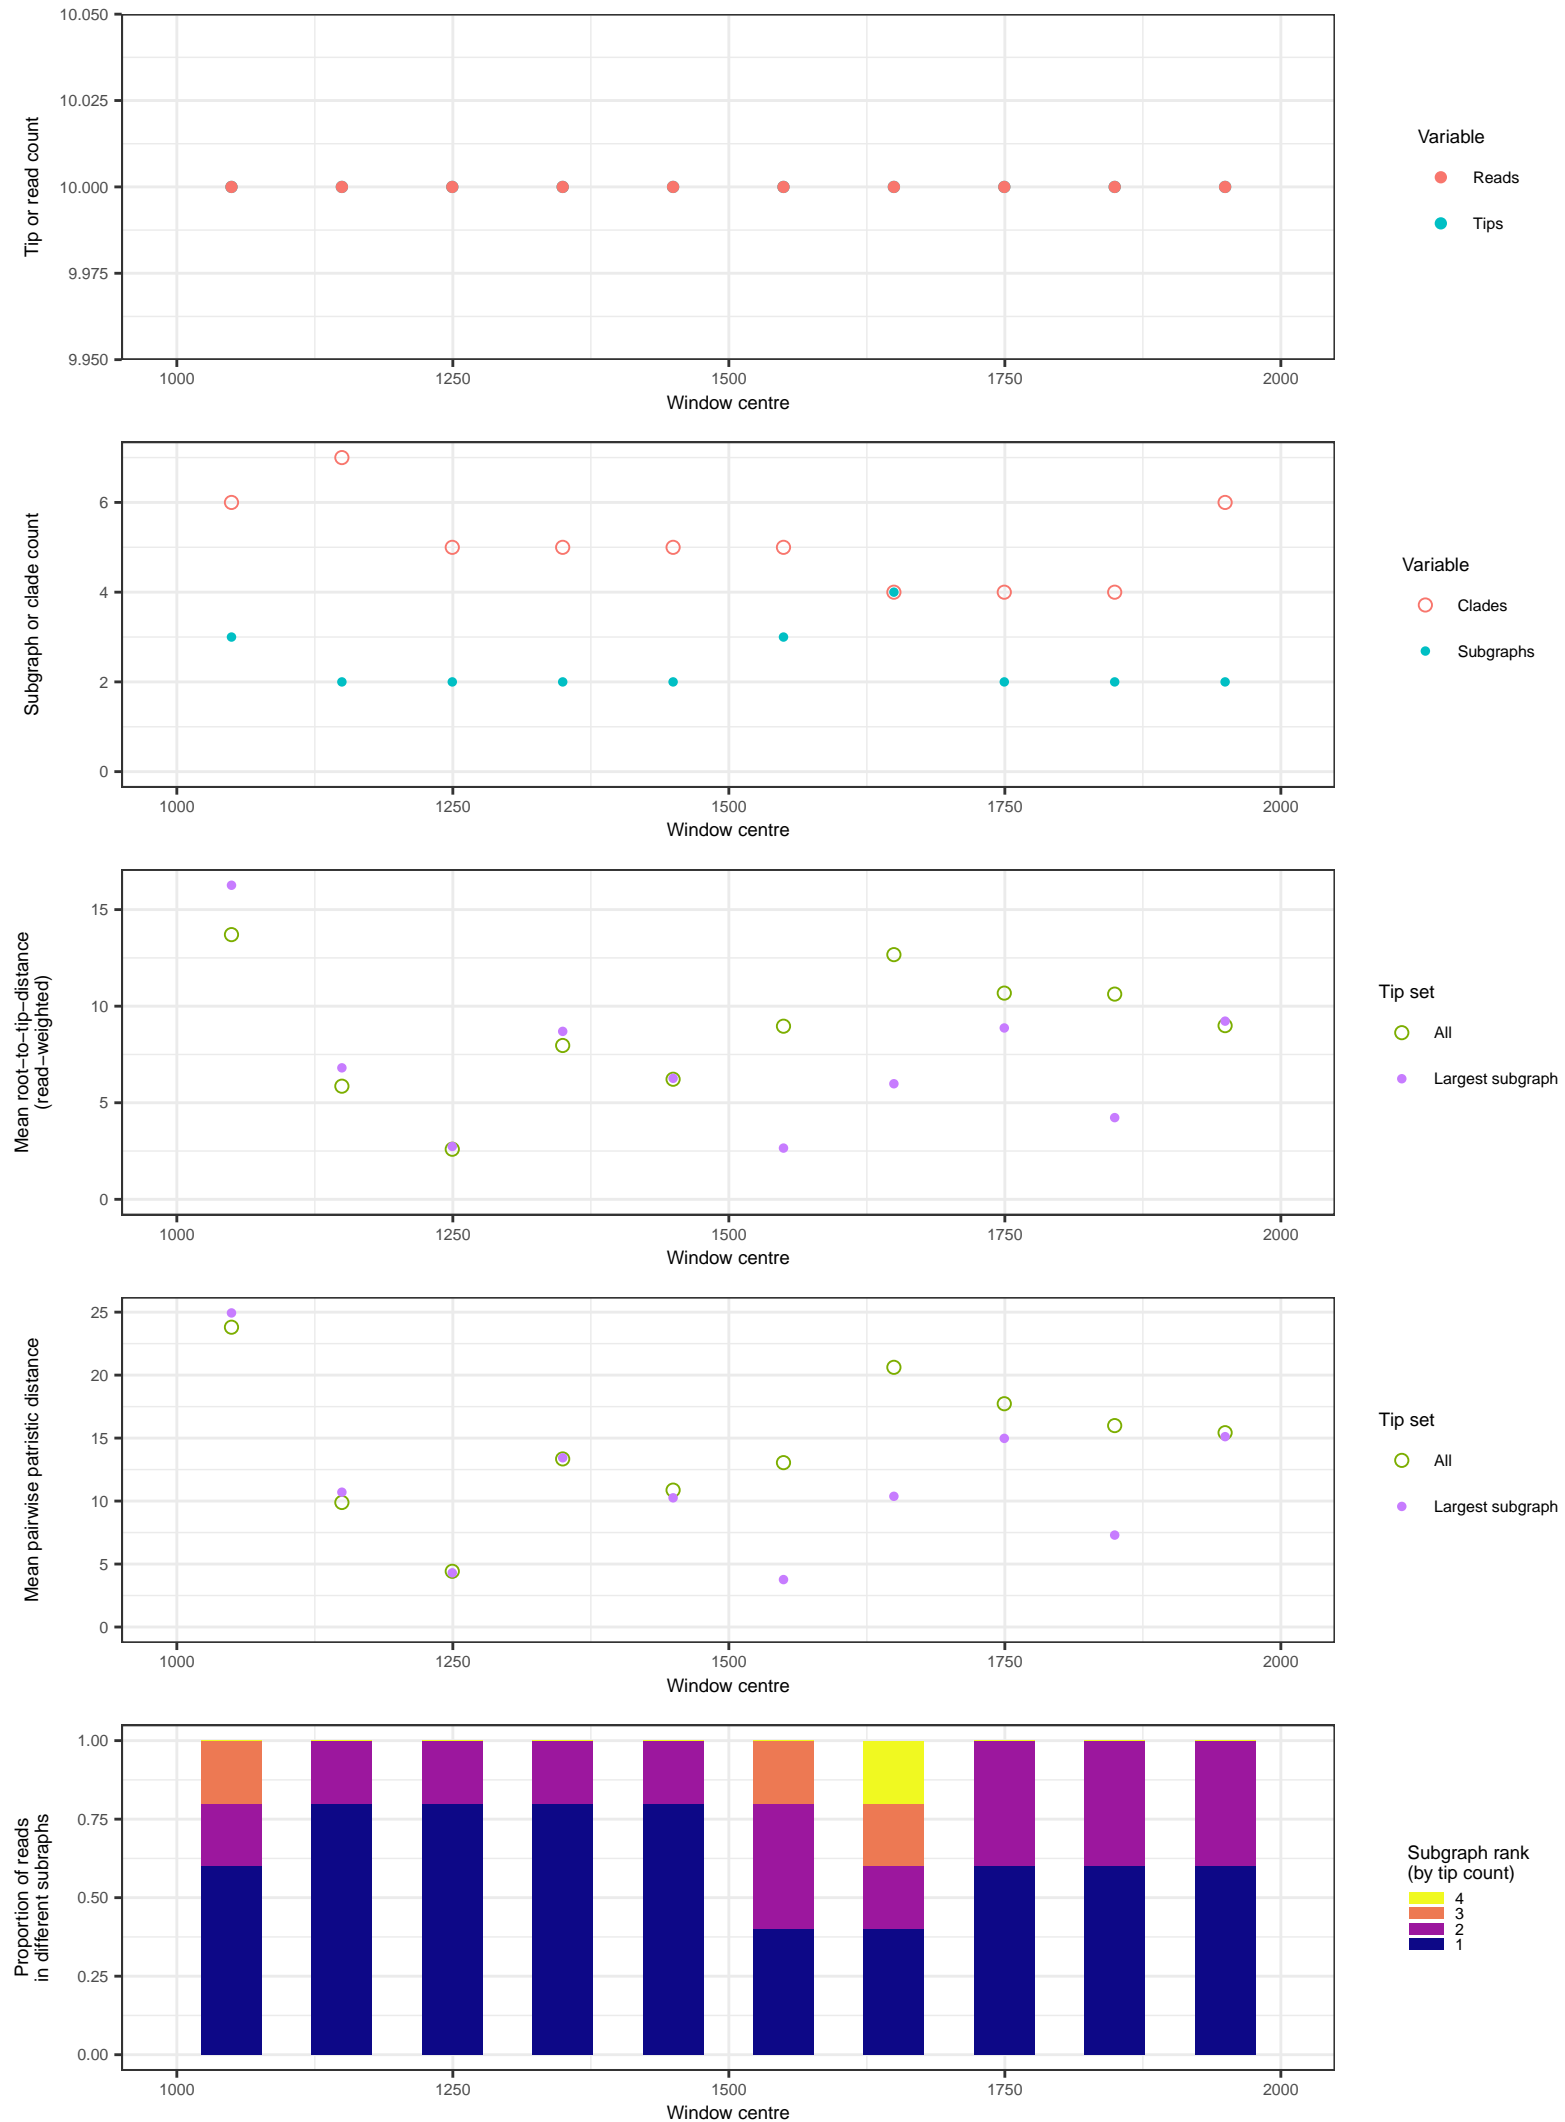 10.050
10.025
10.000
9.975
9.950
Tip or read count
1000 1250 1500 1750 2000
Window centre
Variable
Reads
Tips
6
4
2
0
Subgraph or clade count
1000 1250 1500 1750 2000
Window centre
Variable
Clades
Subgraphs
15
10
5
0
Mean root−to−tip−distance
(read−weighted)
1000 1250 1500 1750 2000
Window centre
Tip set
All
Largest subgraph
25
20
15
10
5
0
Mean pairwise patristic distance
1000 1250 1500 1750 2000
Window centre
Tip set
All
Largest subgraph
1.00
0.75
0.50
0.25
0.00
Proportion of reads
in different subraphs
1000 1250 1500 1750 2000
Window centre
Subgraph rank
(by tip count)
4
3
2
1